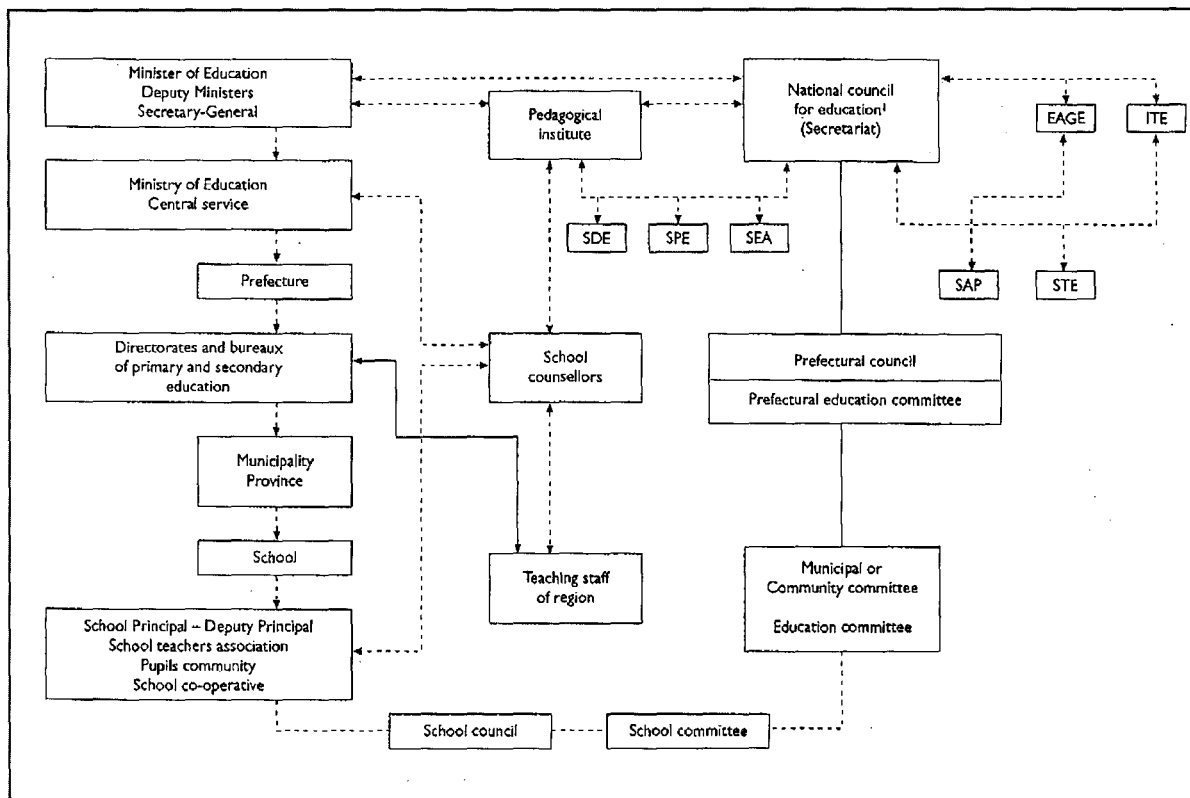 Minister of Education
Deputy Ministers
Secretary-General
Pedagogical
institute
National council
for education¹
(Secretariat)
EAGE
ITE
Ministry of Education
Central service
SDE
SPE
SEA
Prefecture
SAP
STE
Directorates and bureaux
of primary and secondary
education
School
counsellors
Prefectural council
Prefectural education committee
Municipality
Province
School
Teaching staff
of region
Municipal or
Community committee
Education committee
School Principal – Deputy Principal
School teachers association
Pupils community
School co-operative
School council
School committee